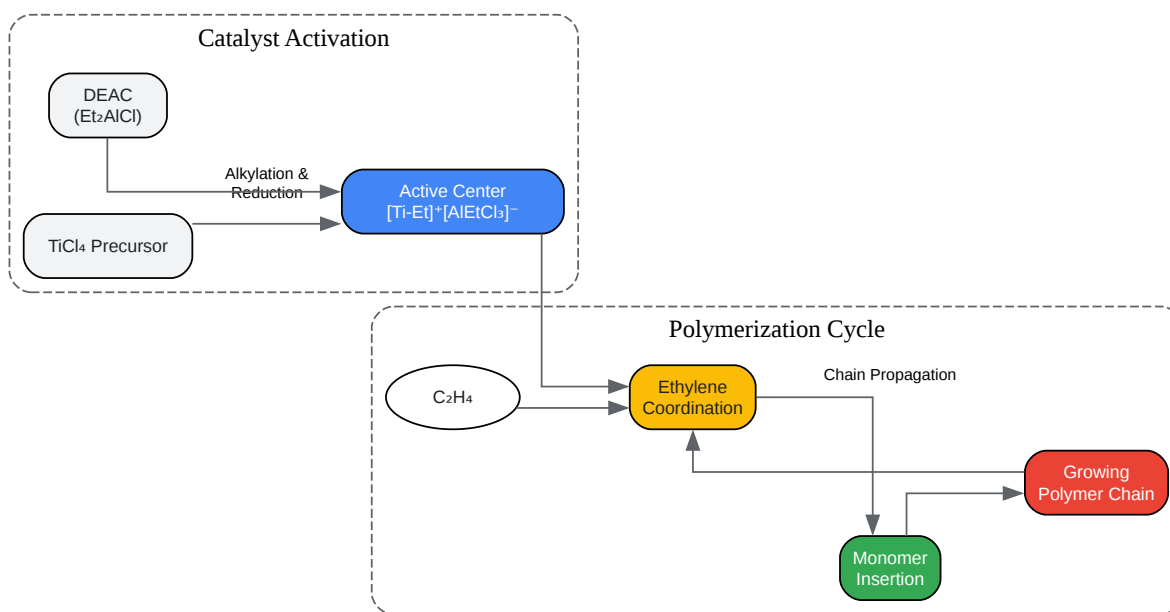 Catalyst Activation
DEAC
(Et₂AlCl)
Alkylation &
Reduction
Active Center
[Ti-Et]⁺[AlEtCl₃]⁻
TiCl₄ Precursor
Polymerization Cycle
C₂H₄
Ethylene
Coordination
Chain Propagation
Growing
Polymer Chain
Monomer
Insertion